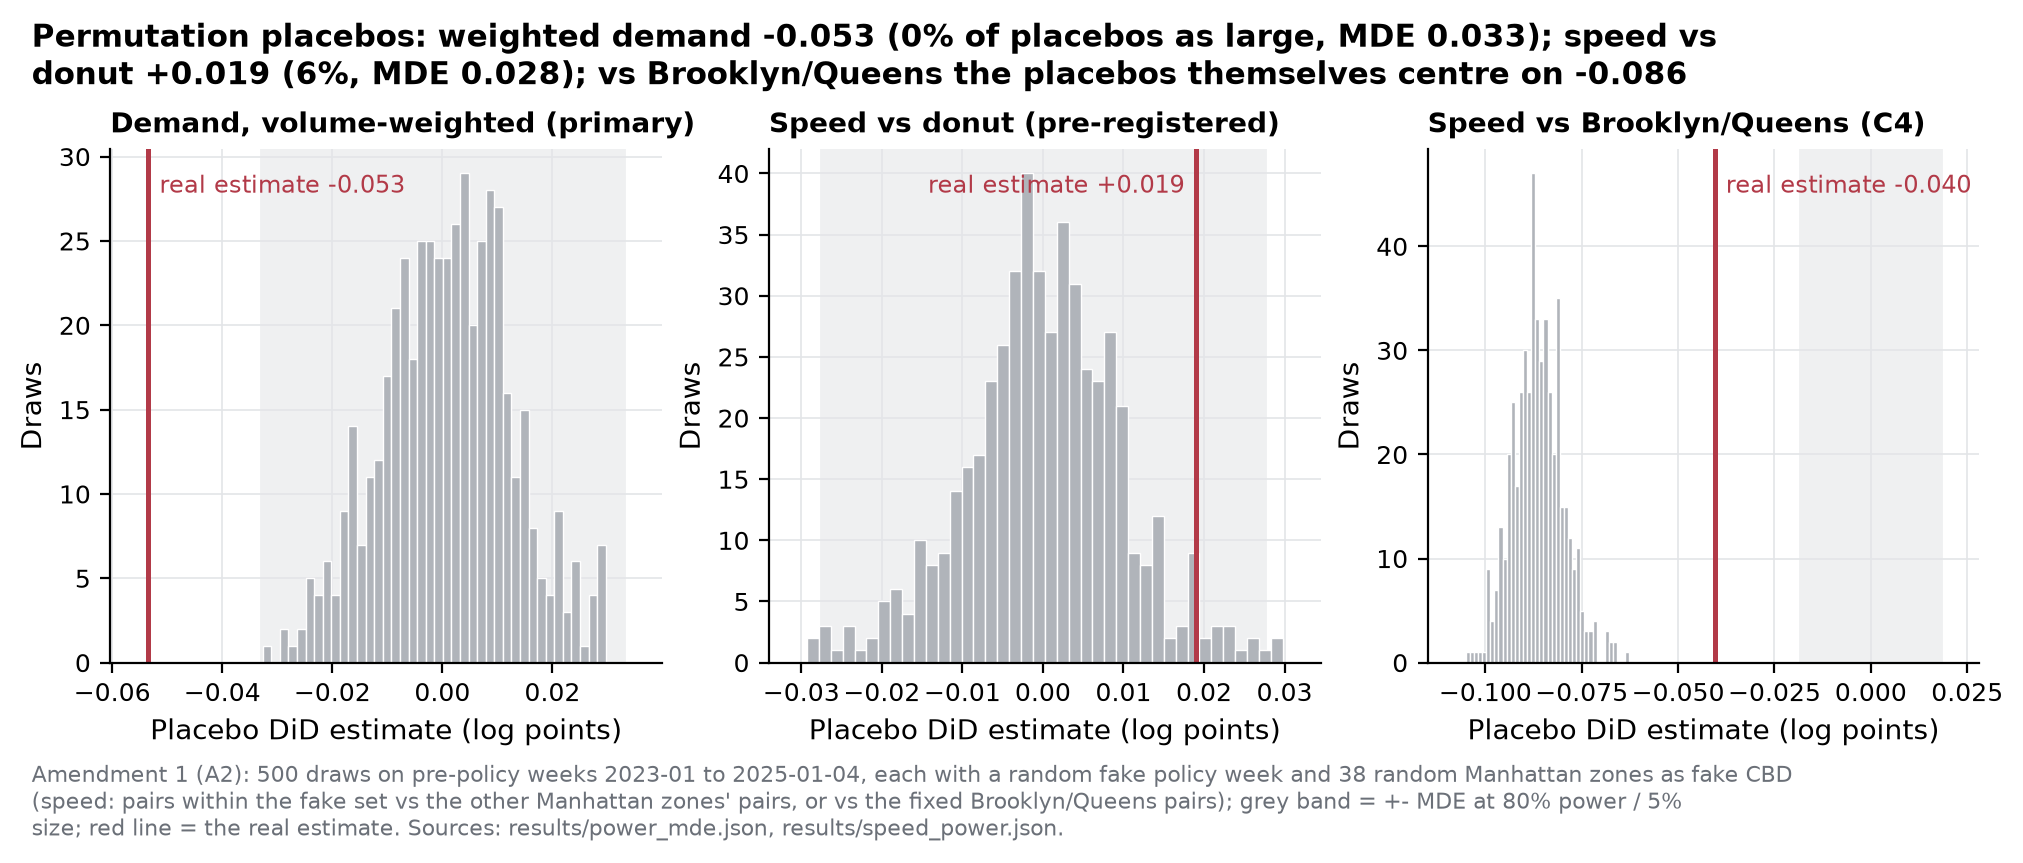 Permutation placebos: weighted demand -0.053 (0% of placebos as large, MDE 0.033); speed vs
donut +0.019 (6%, MDE 0.028); vs Brooklyn/Queens the placebos themselves centre on -0.086
Demand, volume-weighted (primary)
30
25
20
15
10
5
0
Draws
real estimate -0.053
−0.06
−0.04
−0.02
0.00
0.02
Placebo DiD estimate (log points)
Speed vs donut (pre-registered)
40
35
30
25
20
15
10
5
0
Draws
real estimate +0.019
−0.03
−0.02
−0.01
0.00
0.01
0.02
0.03
Placebo DiD estimate (log points)
Speed vs Brooklyn/Queens (C4)
40
30
20
10
0
Draws
real estimate -0.040
−0.100
−0.075
−0.050
−0.025
0.000
0.025
Placebo DiD estimate (log points)
Amendment 1 (A2): 500 draws on pre-policy weeks 2023-01 to 2025-01-04, each with a random fake policy week and 38 random Manhattan zones as fake CBD
(speed: pairs within the fake set vs the other Manhattan zones' pairs, or vs the fixed Brooklyn/Queens pairs); grey band = +- MDE at 80% power / 5%
size; red line = the real estimate. Sources: results/power_mde.json, results/speed_power.json.